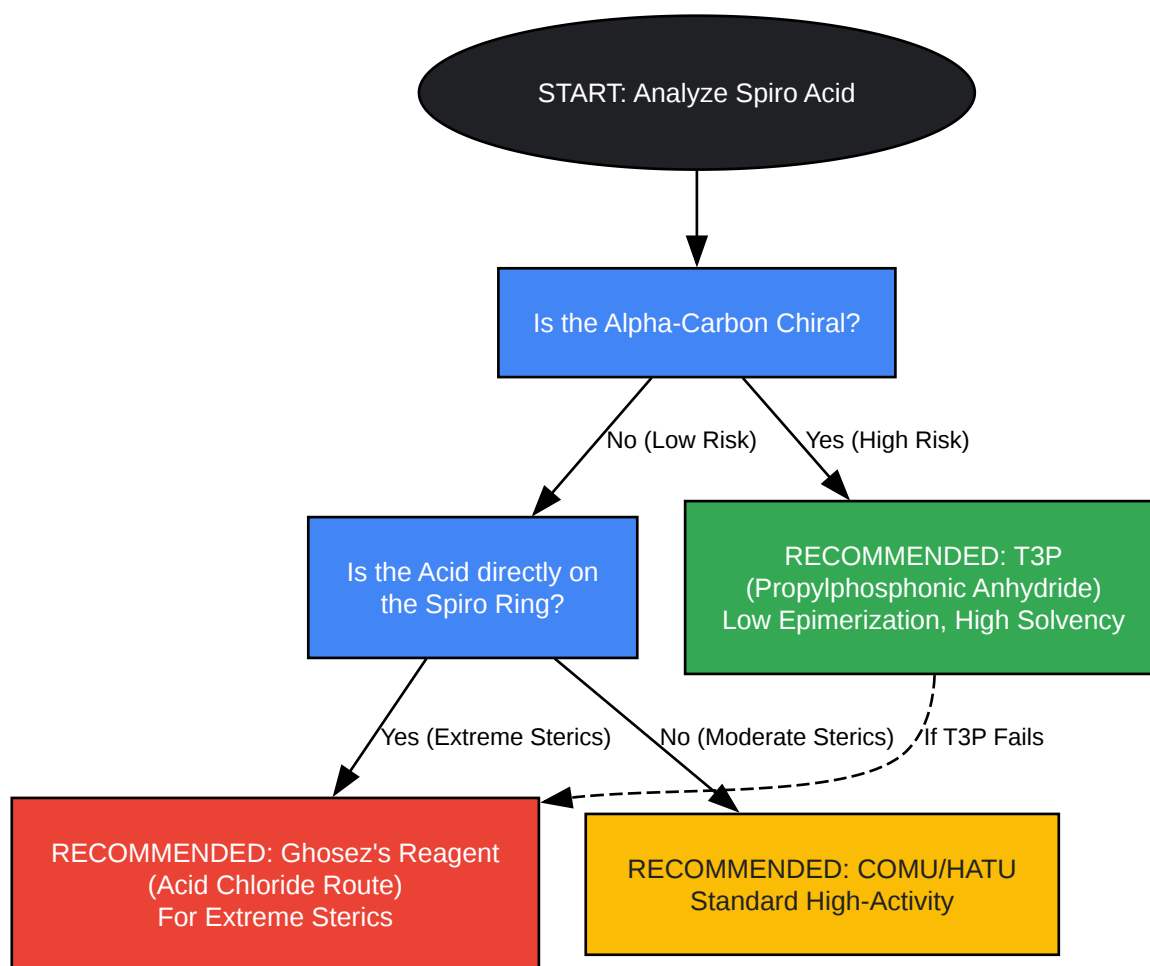 START: Analyze Spiro Acid
Is the Alpha-Carbon Chiral?
No (Low Risk)
Yes (High Risk)
Is the Acid directly on
the Spiro Ring?
RECOMMENDED: T3P
(Propylphosphonic Anhydride)
Low Epimerization, High Solvency
Yes (Extreme Sterics)
No (Moderate Sterics)
If T3P Fails
RECOMMENDED: Ghosez's Reagent
(Acid Chloride Route)
For Extreme Sterics
RECOMMENDED: COMU/HATU
Standard High-Activity